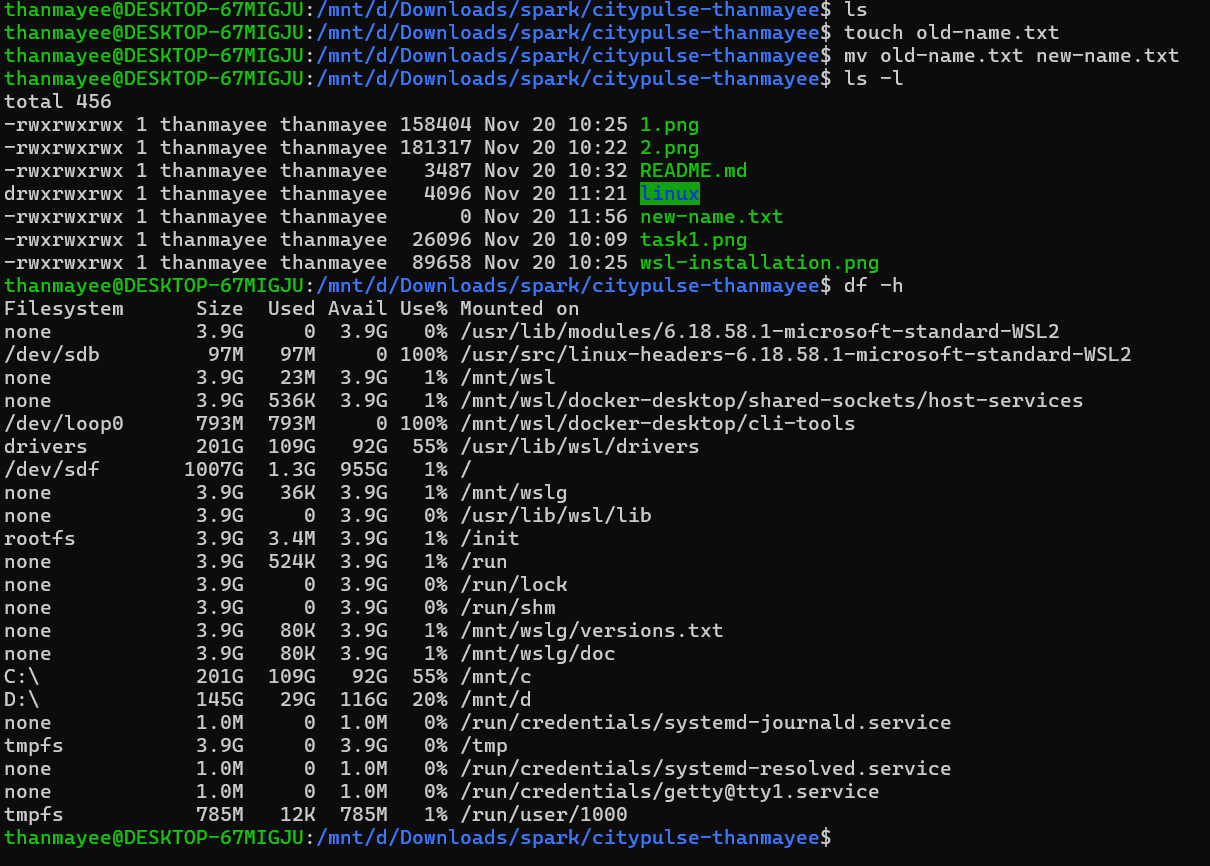 thanmayee@DESKTOP-67MIGJU:/mnt/d/Downloads/spark/citypulse-thanmayee$ ls
thanmayee@DESKTOP-67MIGJU:/mnt/d/Downloads/spark/citypulse-thanmayee$ touch old-name.txt
thanmayee@DESKTOP-67MIGJU:/mnt/d/Downloads/spark/citypulse-thanmayee$ mv old-name.txt new-name.txt
thanmayee@DESKTOP-67MIGJU:/mnt/d/Downloads/spark/citypulse-thanmayee$ ls -l
total 456
-rwxrwxrwx 1 thanmayee thanmayee 158404 Nov 20 10:25 1.png
-rwxrwxrwx 1 thanmayee thanmayee 181317 Nov 20 10:22 2.png
-rwxrwxrwx 1 thanmayee thanmayee   3487 Nov 20 10:32 README.md
drwxrwxrwx 1 thanmayee thanmayee   4096 Nov 20 11:21 linux
-rwxrwxrwx 1 thanmayee thanmayee      0 Nov 20 11:56 new-name.txt
-rwxrwxrwx 1 thanmayee thanmayee  26096 Nov 20 10:09 task1.png
-rwxrwxrwx 1 thanmayee thanmayee  89658 Nov 20 10:25 wsl-installation.png
thanmayee@DESKTOP-67MIGJU:/mnt/d/Downloads/spark/citypulse-thanmayee$ df -h
Filesystem      Size  Used Avail Use% Mounted on
none            3.9G     0  3.9G   0% /usr/lib/modules/6.18.58.1-microsoft-standard-WSL2
/dev/sdb         97M   97M     0 100% /usr/src/linux-headers-6.18.58.1-microsoft-standard-WSL2
none            3.9G   23M  3.9G   1% /mnt/wsl
none            3.9G  536K  3.9G   1% /mnt/wsl/docker-desktop/shared-sockets/host-services
/dev/loop0      793M  793M     0 100% /mnt/wsl/docker-desktop/cli-tools
drivers         201G  109G   92G  55% /usr/lib/wsl/drivers
/dev/sdf       1007G  1.3G  955G   1% /
none            3.9G   36K  3.9G   1% /mnt/wslg
none            3.9G     0  3.9G   0% /usr/lib/wsl/lib
rootfs          3.9G  3.4M  3.9G   1% /init
none            3.9G  524K  3.9G   1% /run
none            3.9G     0  3.9G   0% /run/lock
none            3.9G     0  3.9G   0% /run/shm
none            3.9G   80K  3.9G   1% /mnt/wslg/versions.txt
none            3.9G   80K  3.9G   1% /mnt/wslg/doc
C:\             201G  109G   92G  55% /mnt/c
D:\             145G   29G  116G  20% /mnt/d
none            1.0M     0  1.0M   0% /run/credentials/systemd-journald.service
tmpfs           3.9G     0  3.9G   0% /tmp
none            1.0M     0  1.0M   0% /run/credentials/systemd-resolved.service
none            1.0M     0  1.0M   0% /run/credentials/getty@tty1.service
tmpfs           785M   12K  785M   1% /run/user/1000
thanmayee@DESKTOP-67MIGJU:/mnt/d/Downloads/spark/citypulse-thanmayee$